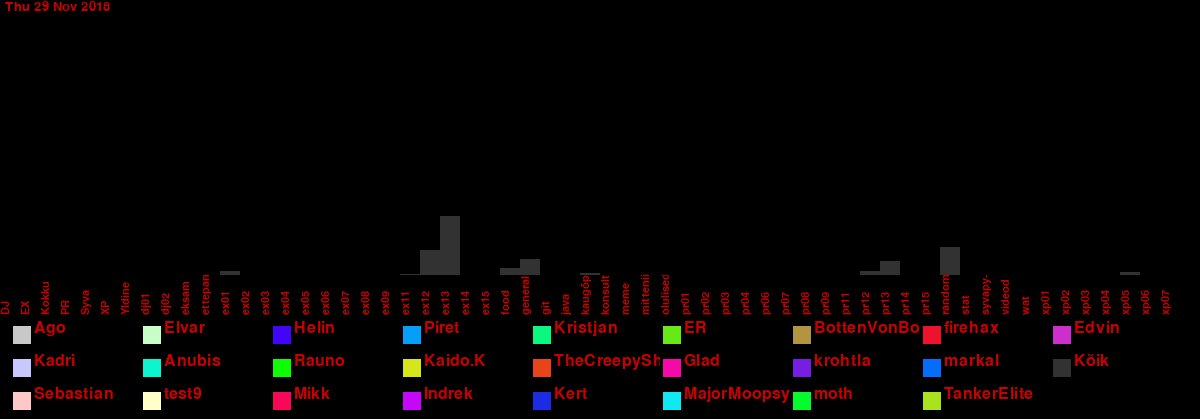 Thu 29 Nov 2018
DJ EX Kokku PR Syva XP Yldine dj01 dj02 eksam ettepan ex01 ex02 ex03 ex04 ex05 ex06 ex07 ex08 ex09 ex11 ex12 ex13 ex14 ex15 food general git java kaugõp konsult meme mittenii olulised pr01 pr02 pr03 pr04 pr06 pr07 pr08 pr09 pr11 pr12 pr13 pr14 pr15 random stat syvapy- videod wat xp01 xp02 xp03 xp04 xp05 xp06 xp07
Ago Elvar Helin Piret Kristjan ER BottenVonBo firehax Edvin
Kadri Anubis Rauno Kaido.K TheCreepySh Glad krohtla markal Kõik
Sebastian test9 Mikk Indrek Kert MajorMoopsy moth TankerElite